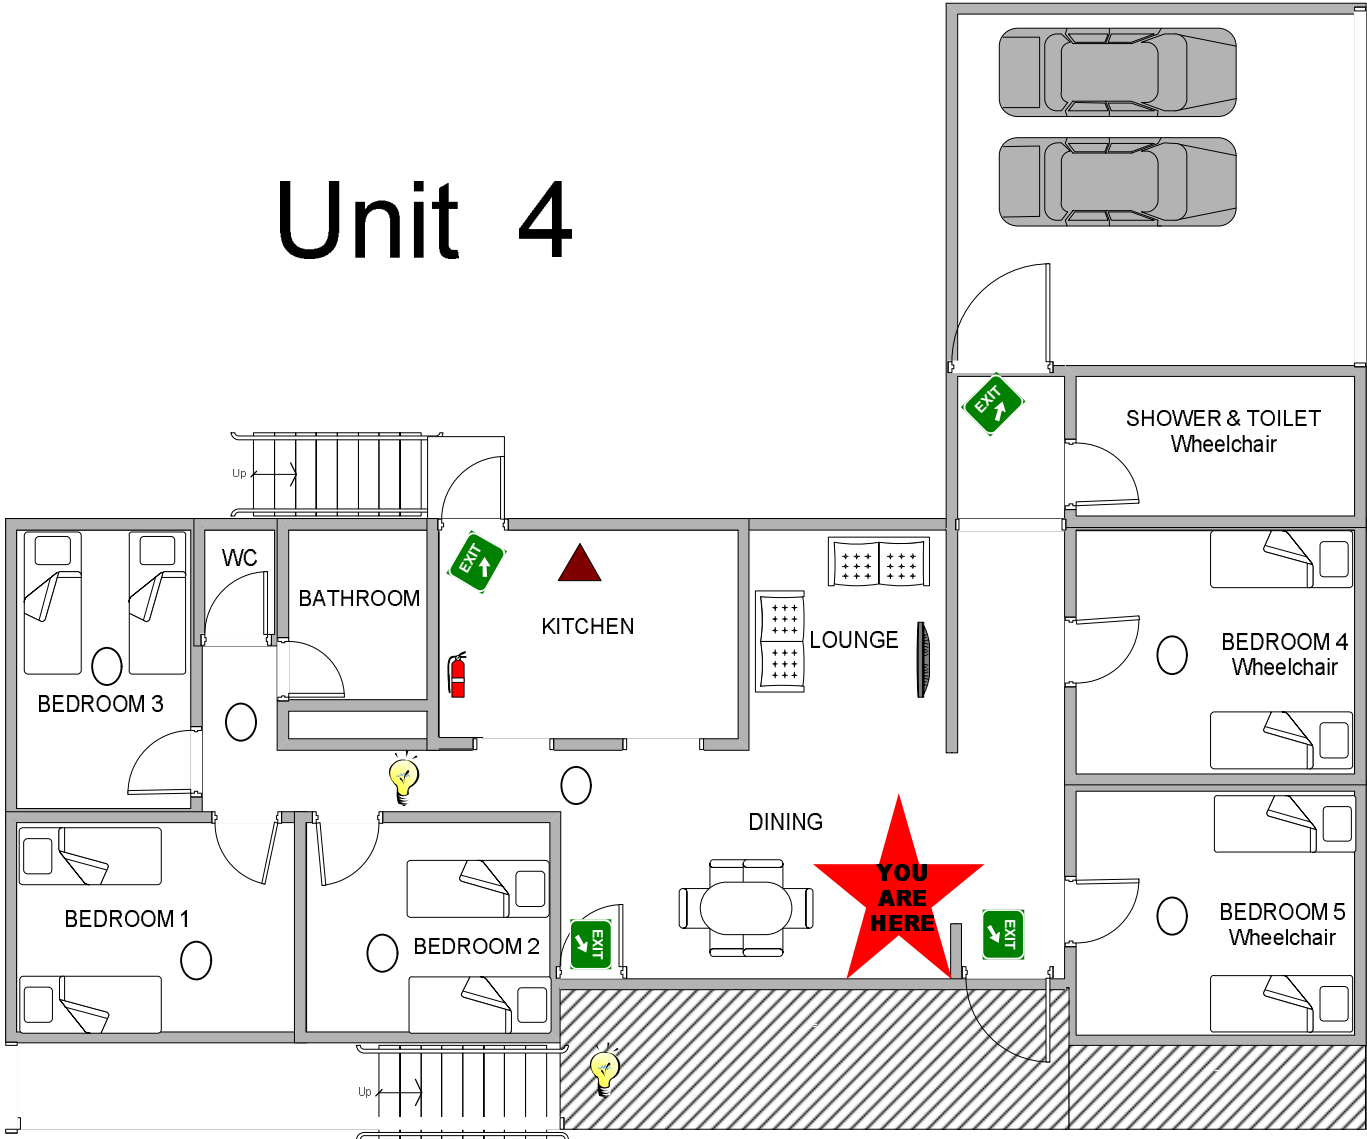 Unit 4
EXIT
SHOWER & TOILET
Wheelchair
Up
WC
EXIT
BATHROOM
KITCHEN
LOUNGE
BEDROOM 4
Wheelchair
BEDROOM 3
DINING
YOU
ARE
HERE
BEDROOM 1
BEDROOM 2
EXIT
EXIT
BEDROOM 5
Wheelchair
Up